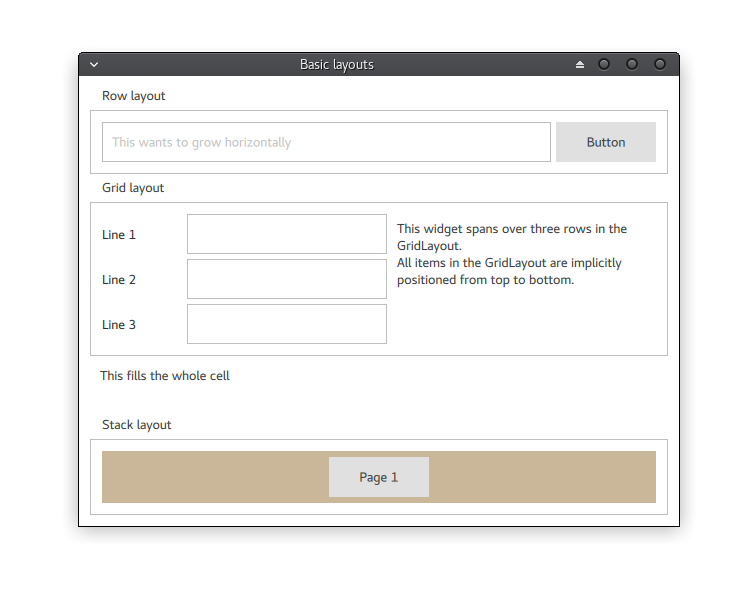 Basic layouts
Row layout
This wants to grow horizontally
Button
Grid layout
Line 1
Line 2
Line 3
This widget spans over three rows in the
GridLayout.
All items in the GridLayout are implicitly
positioned from top to bottom.
This fills the whole cell
Stack layout
Page 1